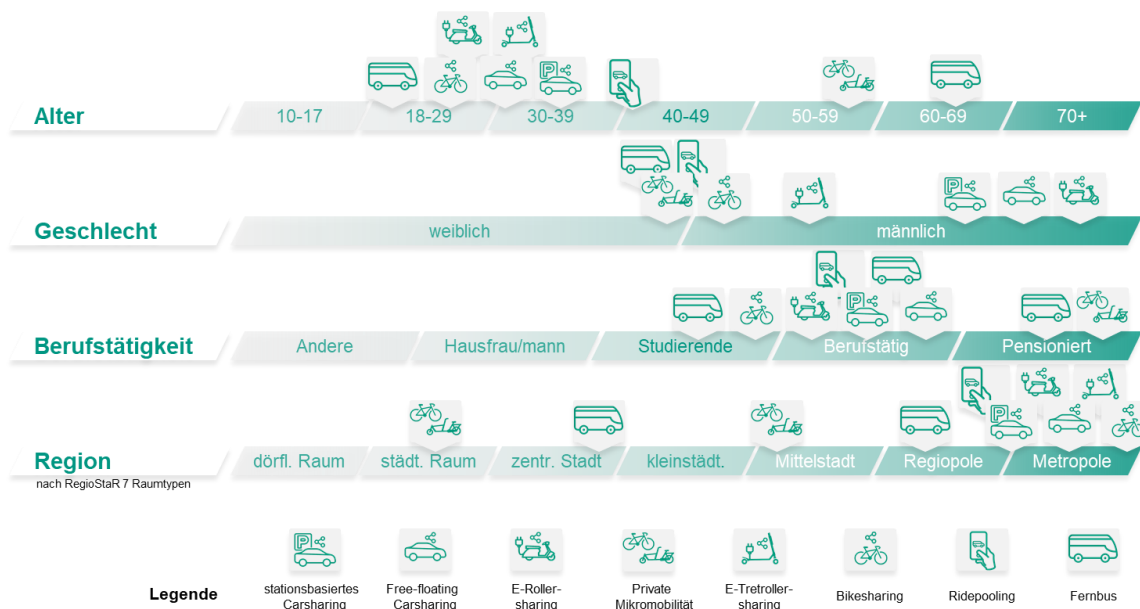 Alter
10-17
18-29
30-39
40-49
50-59
60-69
70+
P
Geschlecht
weiblich
männlich
P
Berufstätigkeit
Andere
Hausfrau/mann
Studierende
Berufstätig
Pensioniert
P
Region
nach RegioStaR 7 Raumtypen
dörfl. Raum
städt. Raum
zentr. Stadt
kleinstädt.
Mittelstadt
Regiopole
Metropole
P
Legende
P
stationsbasiertes
Carsharing
Free-floating
Carsharing
E-Roller-
sharing
Private
Mikromobilität
E-Tretroller-
sharing
Bikesharing
Ridepooling
Fernbus